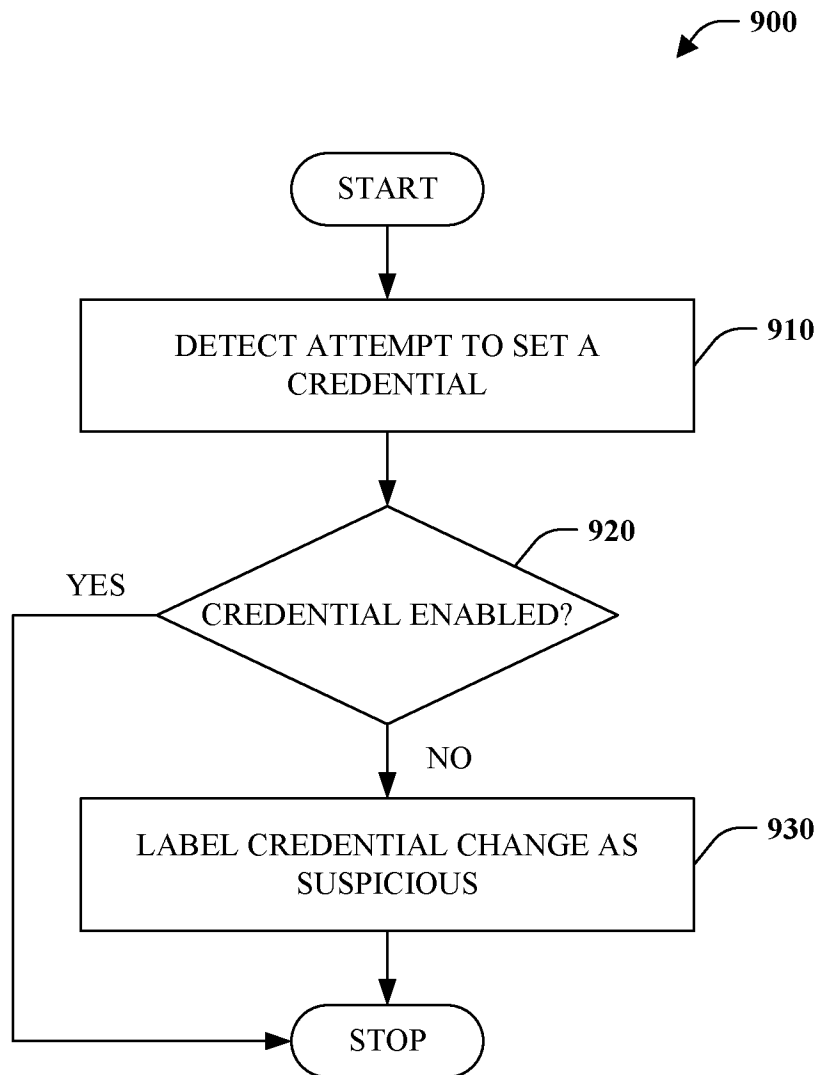 900
START
910
DETECT ATTEMPT TO SET A
CREDENTIAL
920
YES
CREDENTIAL ENABLED?
NO
930
LABEL CREDENTIAL CHANGE AS
SUSPICIOUS
STOP